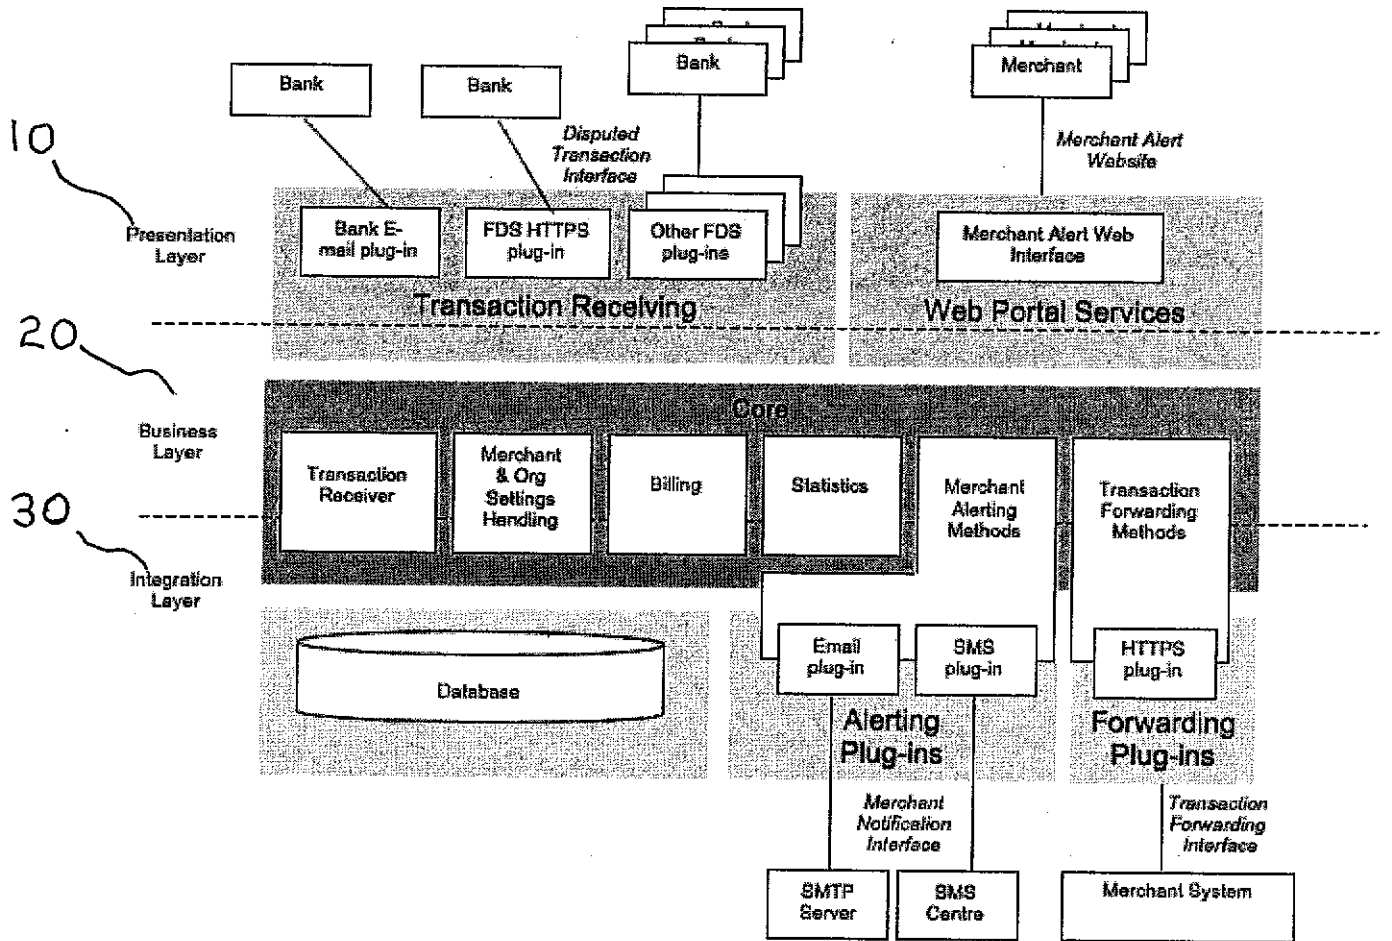 Bank
Bank
Bank
Merchant
10
Disputed
Transaction
Interface
Merchant Alert
Website
Presentation
Layer
Bank E-
mail plug-in
FDS HTTPS
plug-in
Other FDS
plug-ins
Merchant Alert Web
Interface
Transaction Receiving
Web Portal Services
20
Core
Business
Layer
Transaction
Receiver
Merchant
& Org
Settings
Handling
Billing
Statistics
Merchant
Alerting
Methods
Transaction
Forwarding
Methods
30
Integration
Layer
Database
Email
plug-in
SMS
plug-in
HTTPS
plug-in
Alerting
Plug-ins
Forwarding
Plug-ins
Merchant
Notification
Interface
Transaction
Forwarding
Interface
SMTP
Server
SMS
Centre
Merchant System